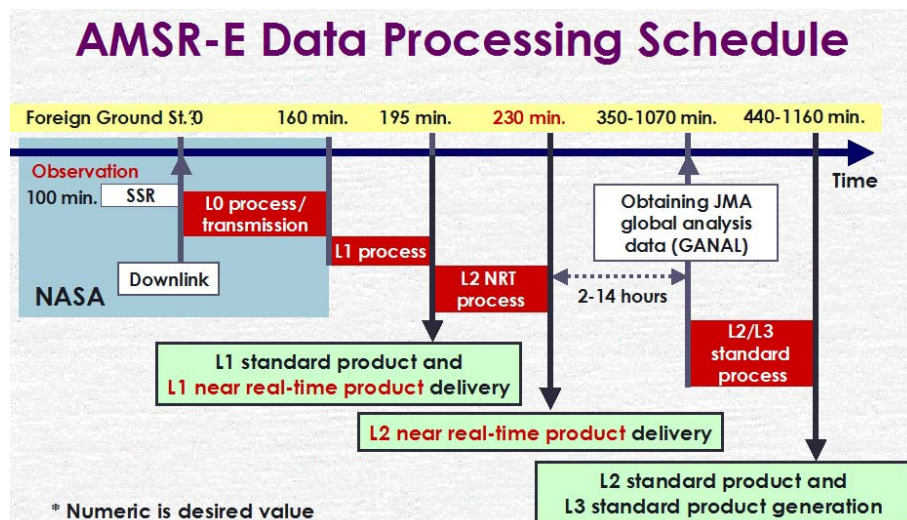 AMSR-E Data Processing Schedule
Foreign Ground St. 0 160 min. 195 min. 230 min. 350-1070 min. 440-1160 min.
Time
Observation
100 min. SSR
L0 process/
transmission
Downlink
NASA
L1 process
L2 NRT
process
Obtaining JMA
global analysis
data (GANAL)
2-14 hours
L2/L3
standard
process
L1 standard product and
L1 near real-time product delivery
L2 near real-time product delivery
L2 standard product and
L3 standard product generation
* Numeric is desired value